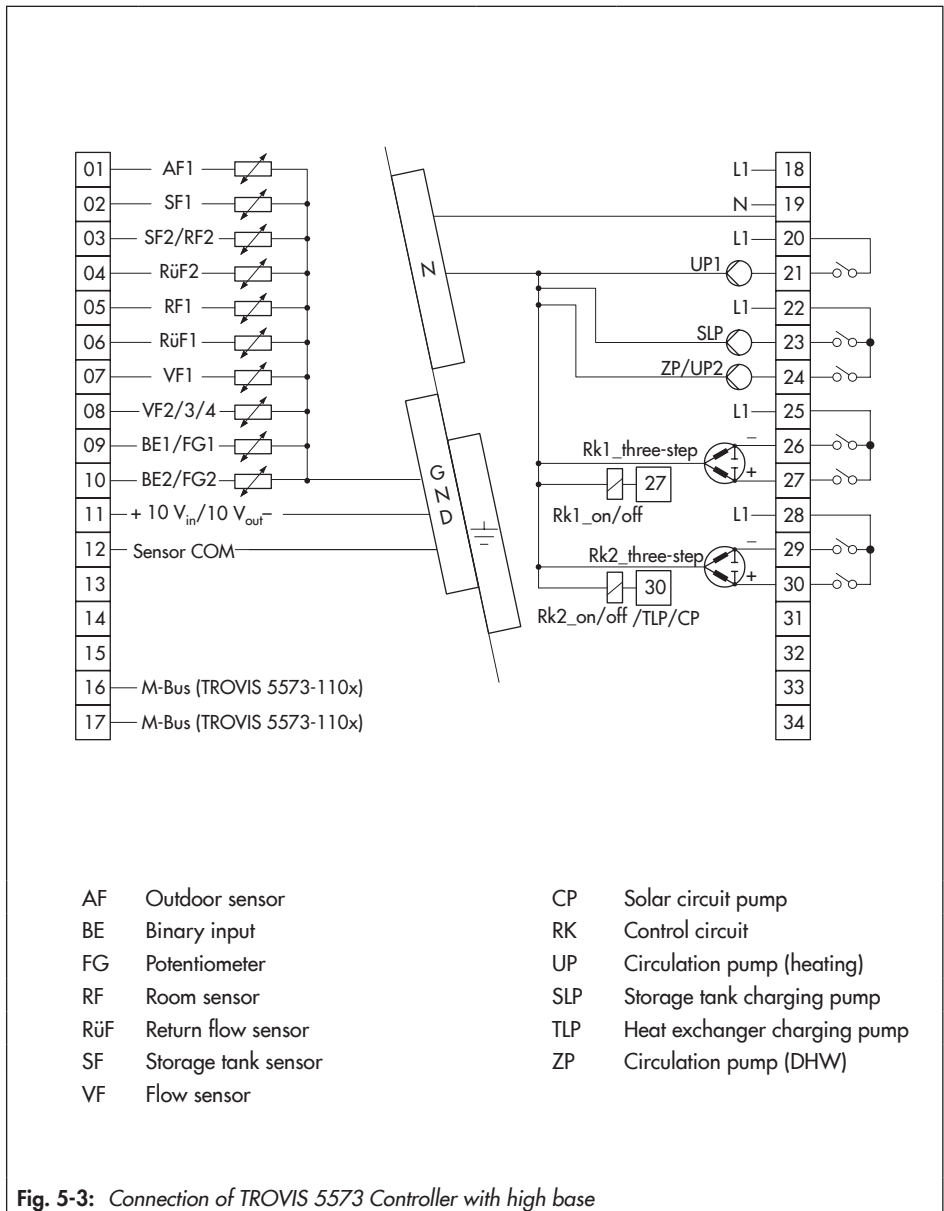 01 AF1 L1 18
02 SF1 N 19
03 SF2/RF2 L1 20
04 RüF2 N UP1 21
05 RF1 L1 22
06 RüF1 SLP 23
07 VF1 ZP/UP2 24
08 VF2/3/4 L1 25
09 BE1/FG1 Rk1_three-step – 26
10 BE2/FG2 GND 27 + 27
11 + 10 Vin/10 Vout– Rk1_on/off L1 28
12 Sensor COM Rk2_three-step – 29
13 30 + 30
14 Rk2_on/off /TLP/CP 31
15 32
16 M-Bus (TROVIS 5573-110x) 33
17 M-Bus (TROVIS 5573-110x) 34
AF Outdoor sensor
BE Binary input
FG Potentiometer
RF Room sensor
RüF Return flow sensor
SF Storage tank sensor
VF Flow sensor
CP Solar circuit pump
RK Control circuit
UP Circulation pump (heating)
SLP Storage tank charging pump
TLP Heat exchanger charging pump
ZP Circulation pump (DHW)
Fig. 5-3: Connection of TROVIS 5573 Controller with high base